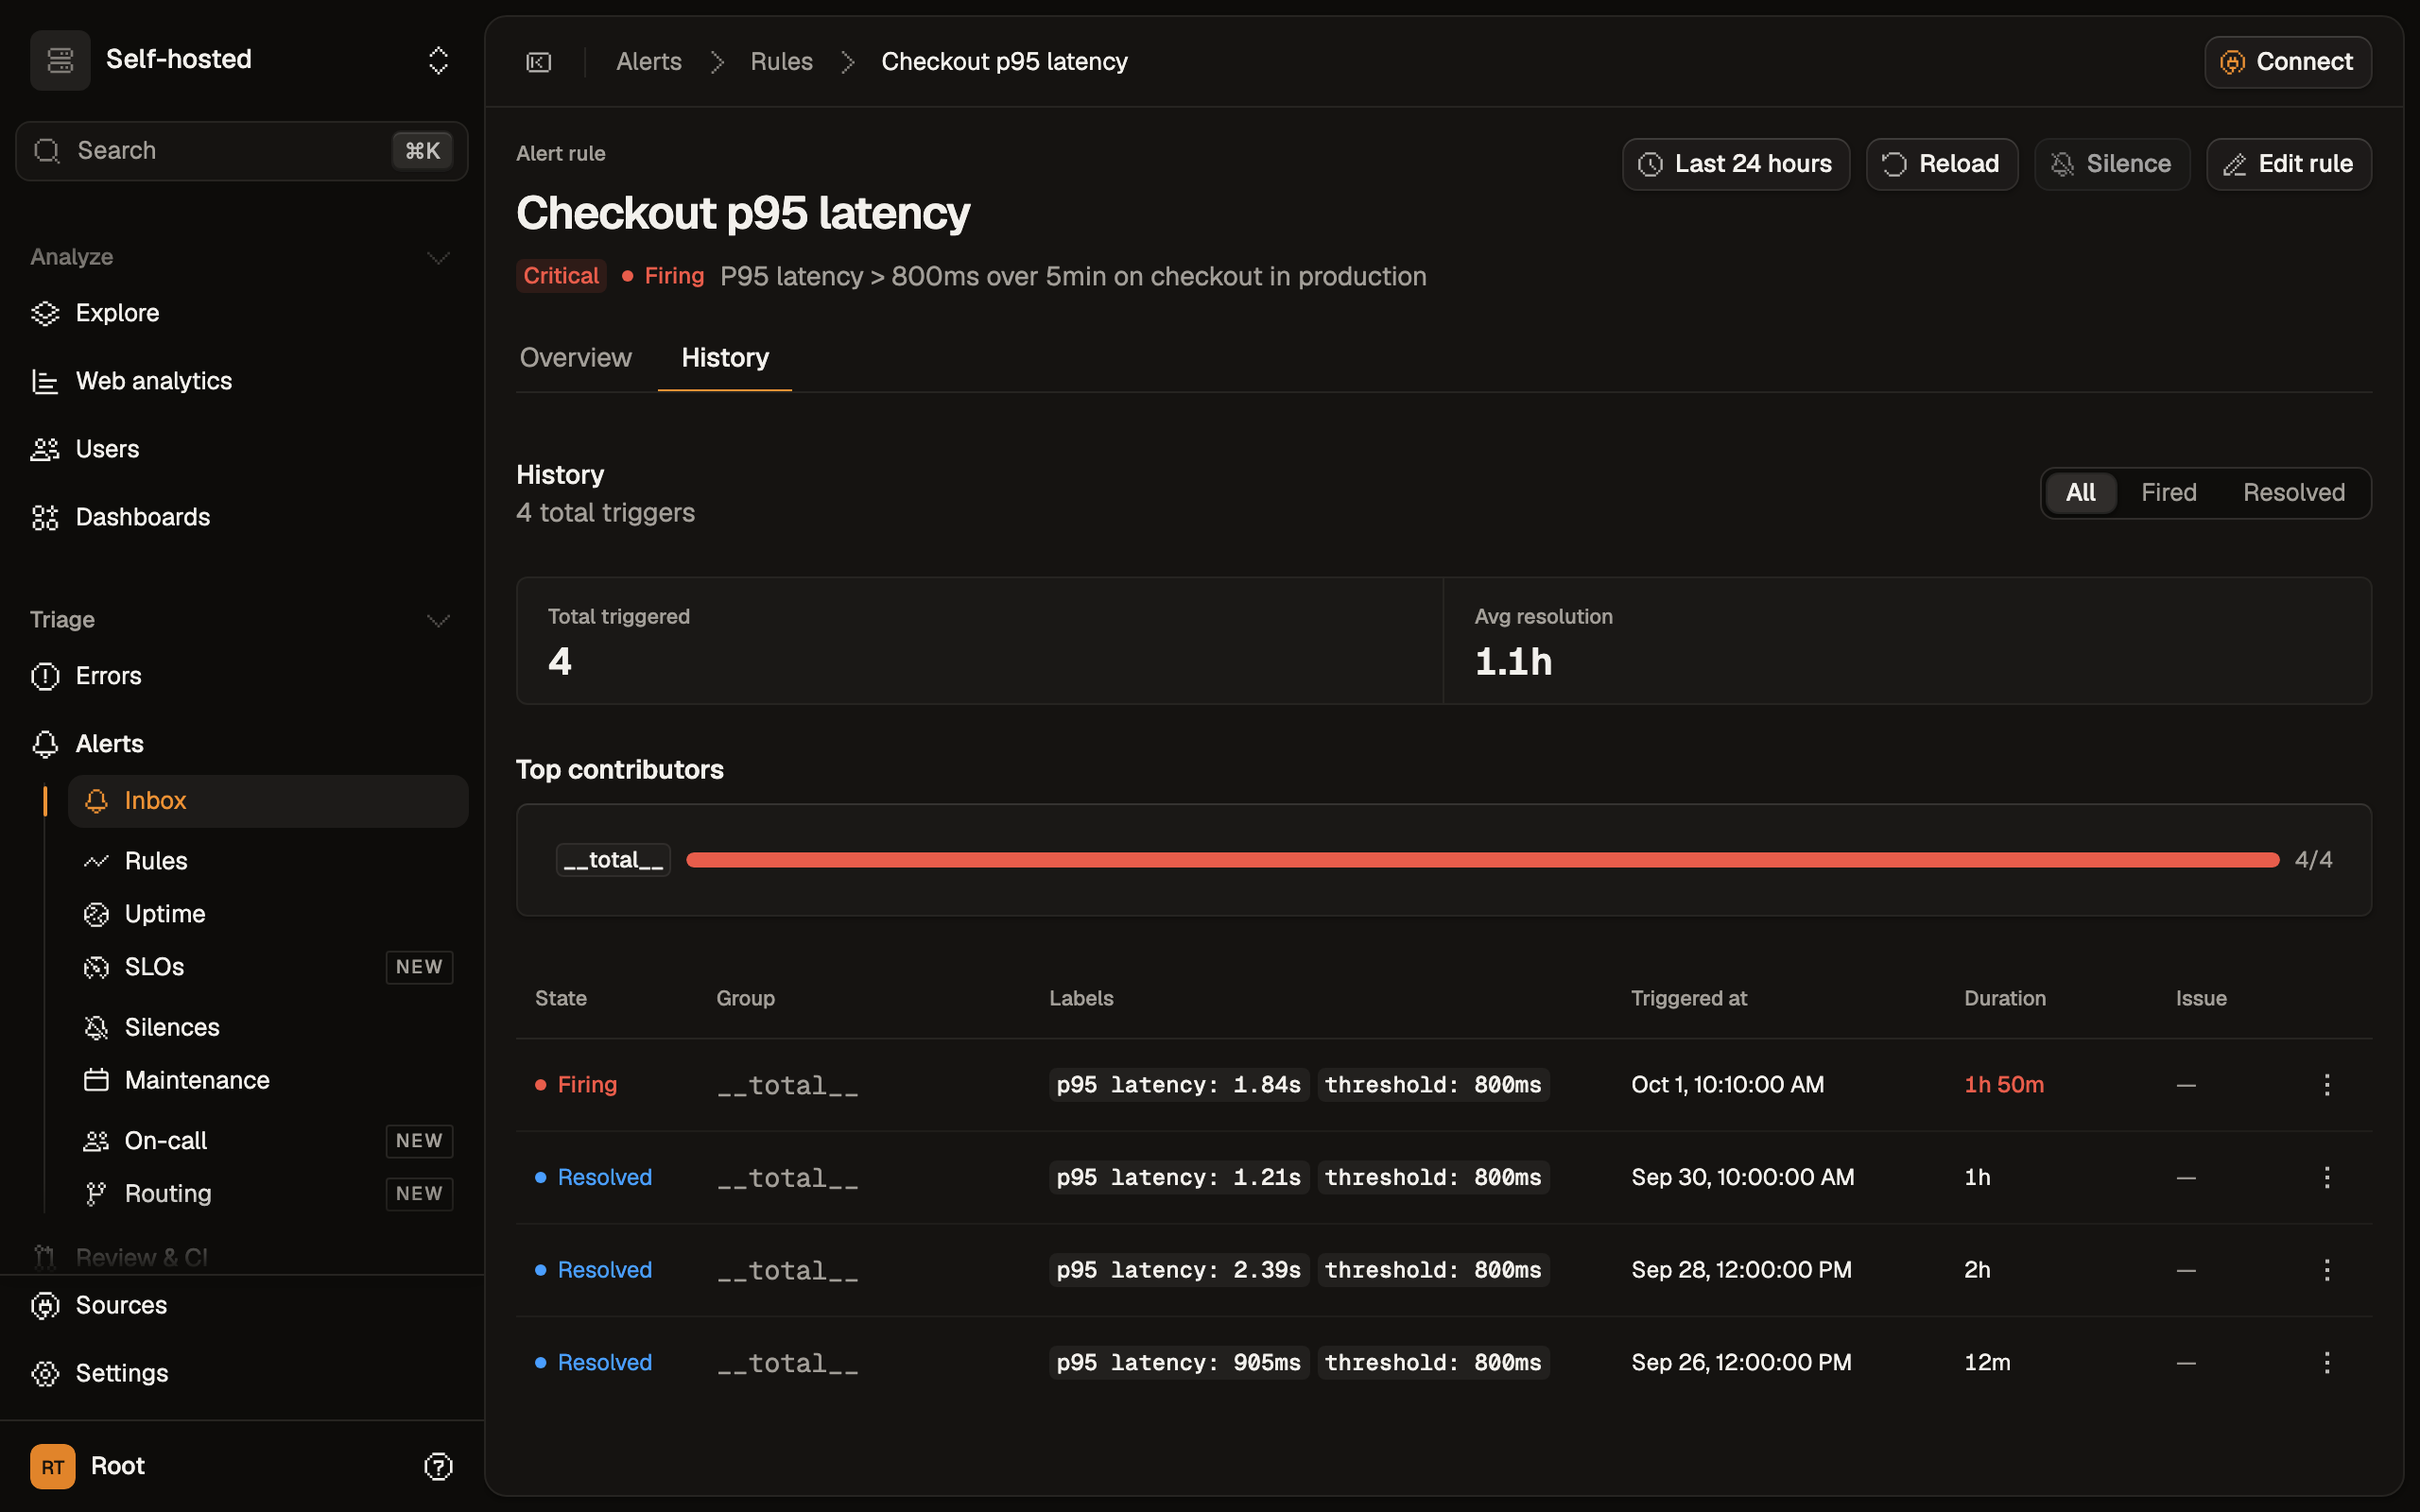 Self-hosted
Search ⌘K
Analyze
Explore
Web analytics
Users
Dashboards
Triage
Errors
Alerts
Inbox
Rules
Uptime
SLOs NEW
Silences
Maintenance
On-call NEW
Routing NEW
Review & CI
Sources
Settings
RT Root
Alerts Rules Checkout p95 latency
Connect
Alert rule
Last 24 hours Reload Silence Edit rule
Checkout p95 latency
Critical Firing P95 latency > 800ms over 5min on checkout in production
Overview History
History
4 total triggers
All Fired Resolved
Total triggered
4
Avg resolution
1.1h
Top contributors
__total__ 4/4
State Group Labels Triggered at Duration Issue
Firing __total__ p95 latency: 1.84s threshold: 800ms Oct 1, 10:10:00 AM 1h 50m —
Resolved __total__ p95 latency: 1.21s threshold: 800ms Sep 30, 10:00:00 AM 1h —
Resolved __total__ p95 latency: 2.39s threshold: 800ms Sep 28, 12:00:00 PM 2h —
Resolved __total__ p95 latency: 905ms threshold: 800ms Sep 26, 12:00:00 PM 12m —